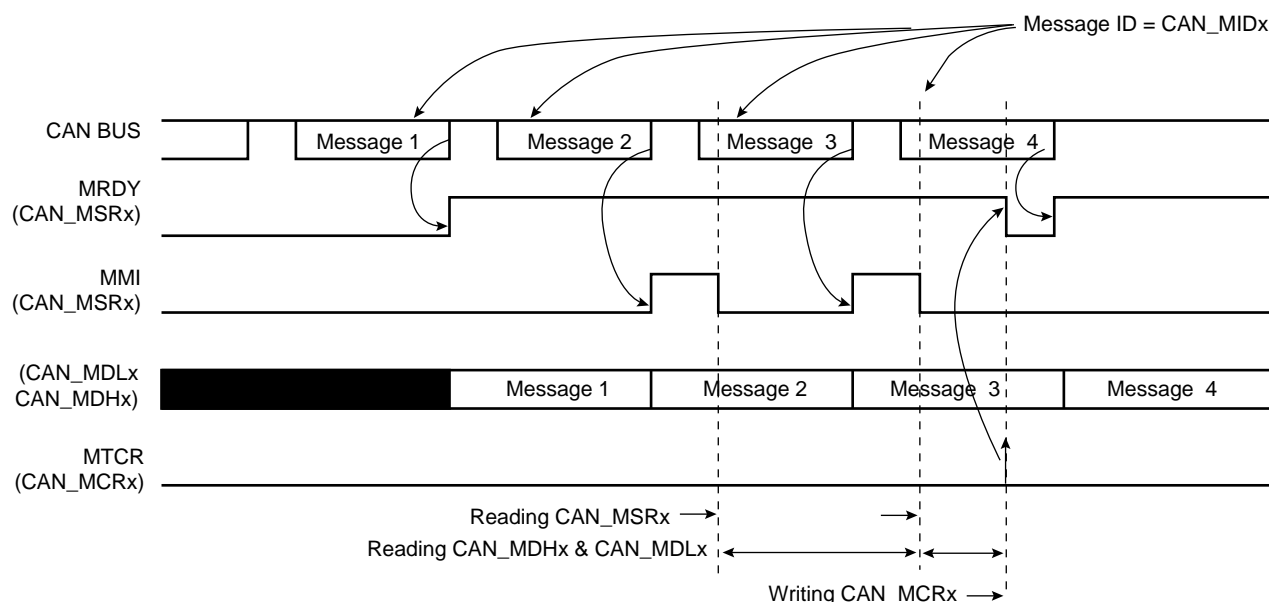 Message ID = CAN_MIDx
CAN BUS
Message 1
Message 2
Message 3
Message 4
MRDY
(CAN_MSRx)
MMI
(CAN_MSRx)
(CAN_MDLx
CAN_MDHx)
Message 1
Message 2
Message 3
Message 4
MTCR
(CAN_MCRx)
Reading CAN_MSRx
Reading CAN_MDHx & CAN_MDLx
Writing CAN_MCRx